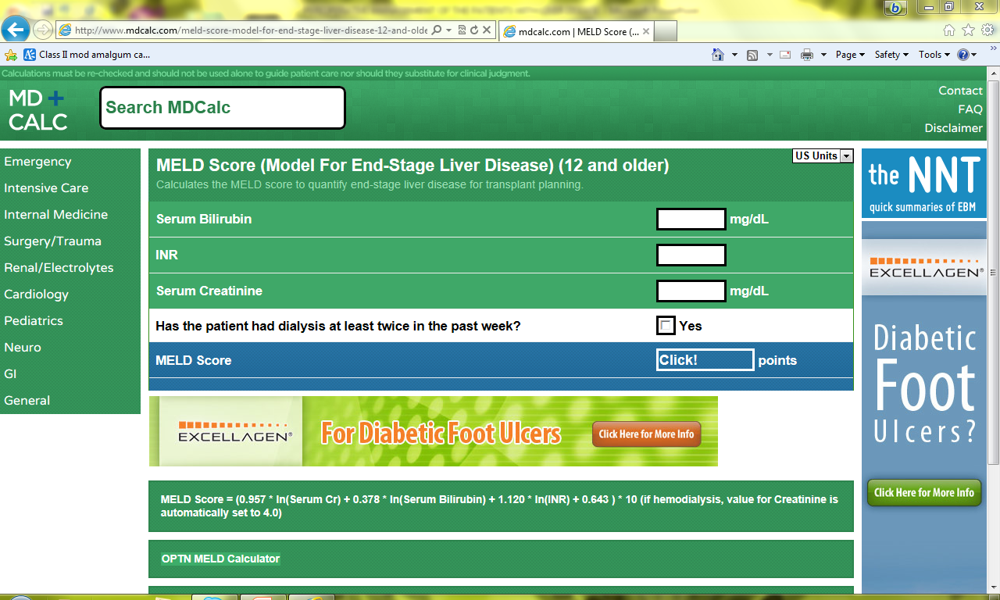 http://www.mdcalc.com/meld-score-model-for-end-stage-liver-disease-12-and-olde
mdcalc.com | MELD Score (...
Class II mod amalgum ca...
Page
Safety
Tools
Calculations must be re-checked and should not be used alone to guide patient care nor should they substitute for clinical judgment.
MD +
CALC
Search MDCalc
Contact
FAQ
Disclaimer
Emergency
Intensive Care
Internal Medicine
Surgery/Trauma
Renal/Electrolytes
Cardiology
Pediatrics
Neuro
GI
General
US Units
MELD Score (Model For End-Stage Liver Disease) (12 and older)
Calculates the MELD score to quantify end-stage liver disease for transplant planning.
Serum Bilirubin mg/dL
INR
Serum Creatinine mg/dL
Has the patient had dialysis at least twice in the past week? Yes
MELD Score Click! points
EXCELLAGEN®
For Diabetic Foot Ulcers
Click Here for More Info
MELD Score = (0.957 * ln(Serum Cr) + 0.378 * ln(Serum Bilirubin) + 1.120 * ln(INR) + 0.643 ) * 10 (if hemodialysis, value for Creatinine is
automatically set to 4.0)
OPTN MELD Calculator
the NNT
quick summaries of EBM
EXCELLAGEN®
Diabetic
Foot
Ulcers?
Click Here for More Info